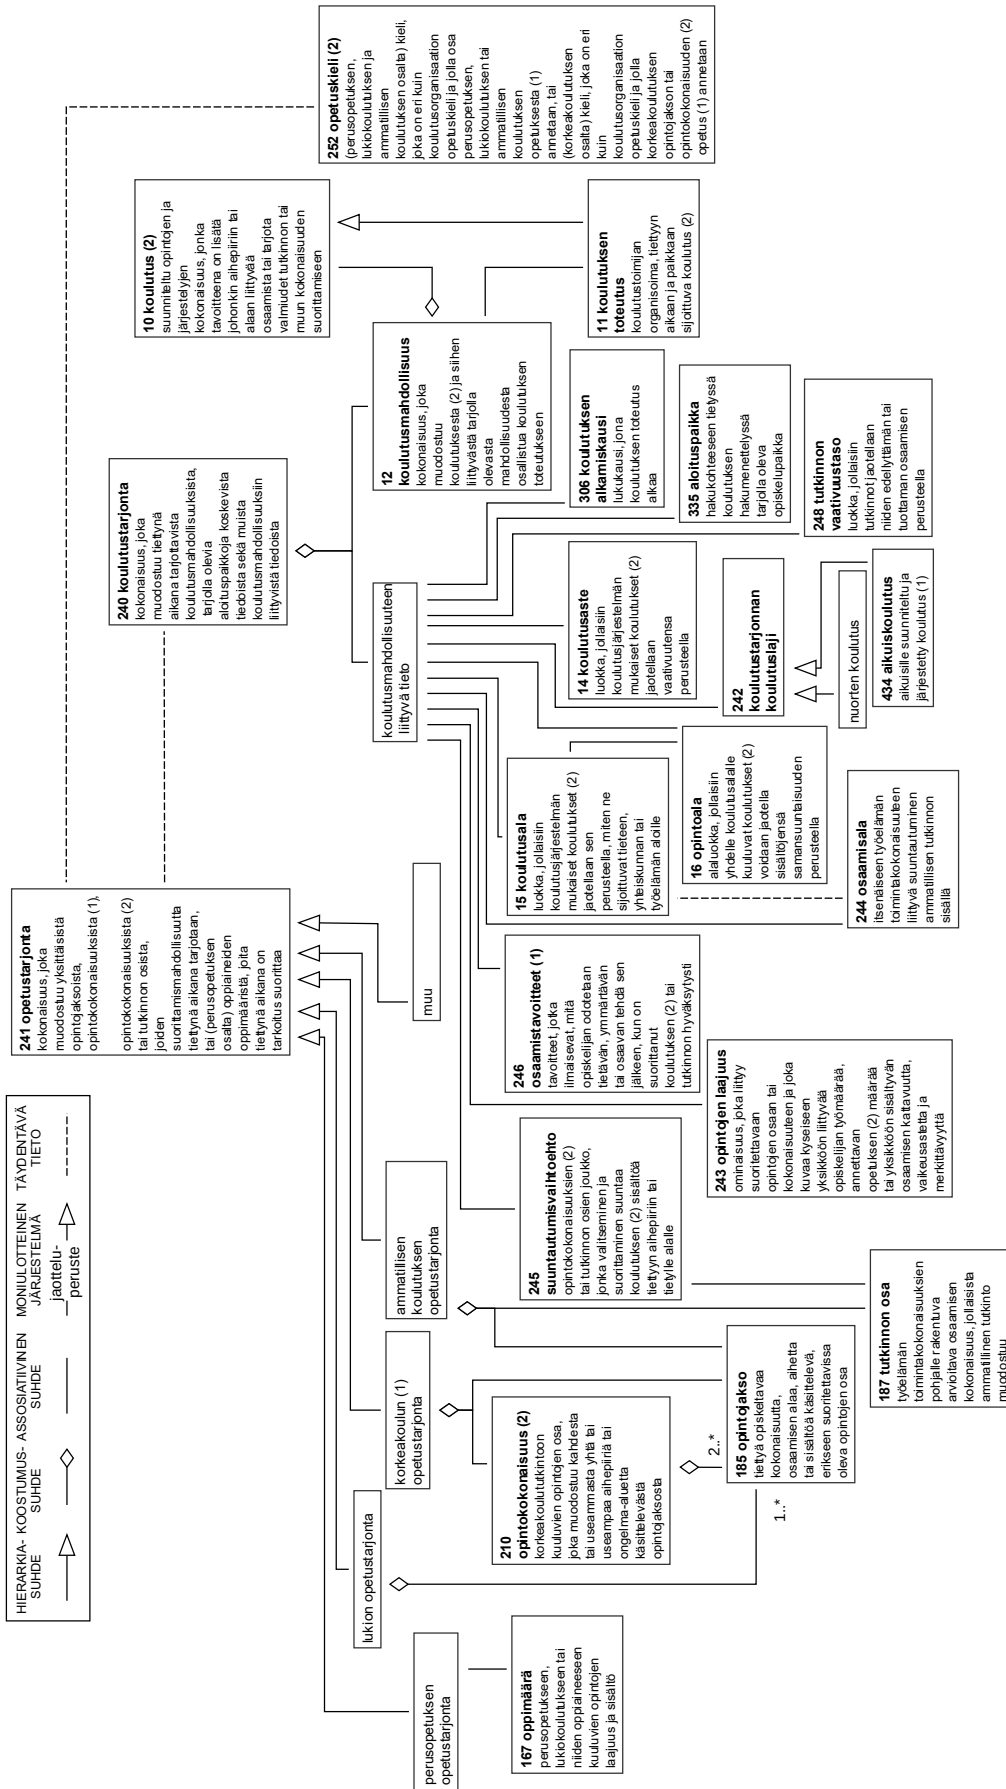 HIERARKIA-
SUHDE
KOOSTUMUS-
SUHDE
ASSOSIATIIVINEN
SUHDE
MONIULOTTEINEN
JÄRJESTELMÄ
jaottelu-
peruste
TÄYDENTÄVÄ
TIETO
241 opetustarjonta
kokonaisuus, joka
muodostuu yksittäisistä
opintojaksoista,
opintokokonaisuuksista (1),
opintokokonaisuuksista (2)
tai tutkinnon osista,
joiden
suorittamismahdollisuutta
tiettynä aikana tarjotaan,
tai (perusopetuksen
osalta) oppiaineiden
oppimääristä, joita
tiettynä aikana on
tarkoitus suorittaa
240 koulutustarjonta
kokonaisuus, joka
muodostuu tiettynä
aikana tarjottavista
koulutusmahdollisuuksista,
tarjolla olevia
aloituspaikkoja koskevista
tiedoista sekä muista
koulutusmahdollisuuksiin
liittyvistä tiedoista
10 koulutus (2)
suunniteltu opintojen ja
järjestelyjen
kokonaisuus, jonka
tavoitteena on lisätä
johonkin aihepiiriin tai
alaan liittyvää
osaamista tai tarjota
valmiudet tutkinnon tai
muun kokonaisuuden
suorittamiseen
252 opetuskieli (2)
(perusopetuksen,
lukiokoulutuksen ja
ammatillisen
koulutuksen osalta) kieli,
joka on eri kuin
koulutusorganisaation
opetuskieli ja jolla osa
perusopetuksen,
lukiokoulutuksen tai
ammatillisen
koulutuksen
opetuksesta (1)
annetaan, tai
(korkeakoulutuksen
osalta) kieli, joka on eri
kuin
koulutusorganisaation
opetuskieli ja jolla
korkeakoulutuksen
opintojakson tai
opintokokonaisuuden (2)
opetus (1) annetaan
perusopetuksen
opetustarjonta
lukion opetustarjonta
korkeakoulun (1)
opetustarjonta
ammatillisen
koulutuksen
opetustarjonta
muu
koulutusmahdollisuuteen
liittyvä tieto
12
koulutusmahdollisuus
kokonaisuus, joka
muodostuu
koulutuksesta (2) ja siihen
liittyvästä tarjolla
olevasta
mahdollisuudesta
osallistua koulutuksen
toteutukseen
11 koulutuksen
toteutus
koulutustoimijan
organisoima, tiettyyn
aikaan ja paikkaan
sijoittuva koulutus (2)
167 oppimäärä
perusopetukseen,
lukiokoulutukseen tai
niiden oppiaineeseen
kuuluvien opintojen
laajuus ja sisältö
210
opintokokonaisuus (2)
korkeakoulututkintoon
kuuluvien opintojen osa,
joka muodostuu kahdesta
tai useammasta yhtä tai
useampaa aihepiiriä tai
ongelma-aluetta
käsittelevästä
opintojaksosta
2..*
1..*
185 opintojakso
tiettyä opiskeltavaa
kokonaisuutta,
osaamisen alaa, aihetta
tai sisältöä käsittelevä,
erikseen suoritettavissa
oleva opintojen osa
187 tutkinnon osa
työelämän
toimintakokonaisuuksien
pohjalle rakentuva
arvioitava osaamisen
kokonaisuus, jollaisista
ammatillinen tutkinto
muodostuu
245
suuntautumisvaihtoehto
opintokokonaisuuksien (2)
tai tutkinnon osien joukko,
jonka valitseminen ja
suorittaminen suuntaa
koulutuksen (2) sisältöä
tiettyyn aihepiiriin tai
tietylle alalle
246
osaamistavoitteet (1)
tavoitteet, jotka
ilmaisevat, mitä
opiskelijan odotetaan
tietävän, ymmärtävän
tai osaavan tehdä sen
jälkeen, kun on
suorittanut
koulutuksen (2) tai
tutkinnon hyväksytysti
243 opintojen laajuus
ominaisuus, joka liittyy
suoritettavaan
opintojen osaan tai
kokonaisuuteen ja joka
kuvaa kyseiseen
yksikköön liittyvää
opiskelijan työmäärää,
annettavan
opetuksen (2) määrää
tai yksikköön sisältyvän
osaamisen kattavuutta,
vaikeusastetta ja
merkittävyyttä
15 koulutusala
luokka, jollaisiin
koulutusjärjestelmän
mukaiset koulutukset (2)
jaotellaan sen
perusteella, miten ne
sijoittuvat tieteen,
yhteiskunnan tai
työelämän aloille
16 opintoala
alaluokka, jollaisiin
yhdelle koulutusalalle
kuuluvat koulutukset (2)
voidaan jaotella
sisältöjensä
samansuuntaisuuden
perusteella
244 osaamisala
itsenäiseen työelämän
toimintakokonaisuuteen
liittyvä suuntautuminen
ammatillisen tutkinnon
sisällä
14 koulutusaste
luokka, jollaisiin
koulutusjärjestelmän
mukaiset koulutukset (2)
jaotellaan
vaativuutensa
perusteella
242
koulutustarjonnan
koulutuslaji
nuorten koulutus
434 aikuiskoulutus
aikuisille suunniteltu ja
järjestetty koulutus (1)
306 koulutuksen
alkamiskausi
lukukausi, jona
koulutuksen toteutus
alkaa
335 aloituspaikka
hakukohteeseen tietyssä
koulutuksen
hakumenettelyssä
tarjolla oleva
opiskelupaikka
248 tutkinnon
vaativuustaso
luokka, jollaisiin
tutkinnot jaotellaan
niiden edellyttämän tai
tuottaman osaamisen
perusteella